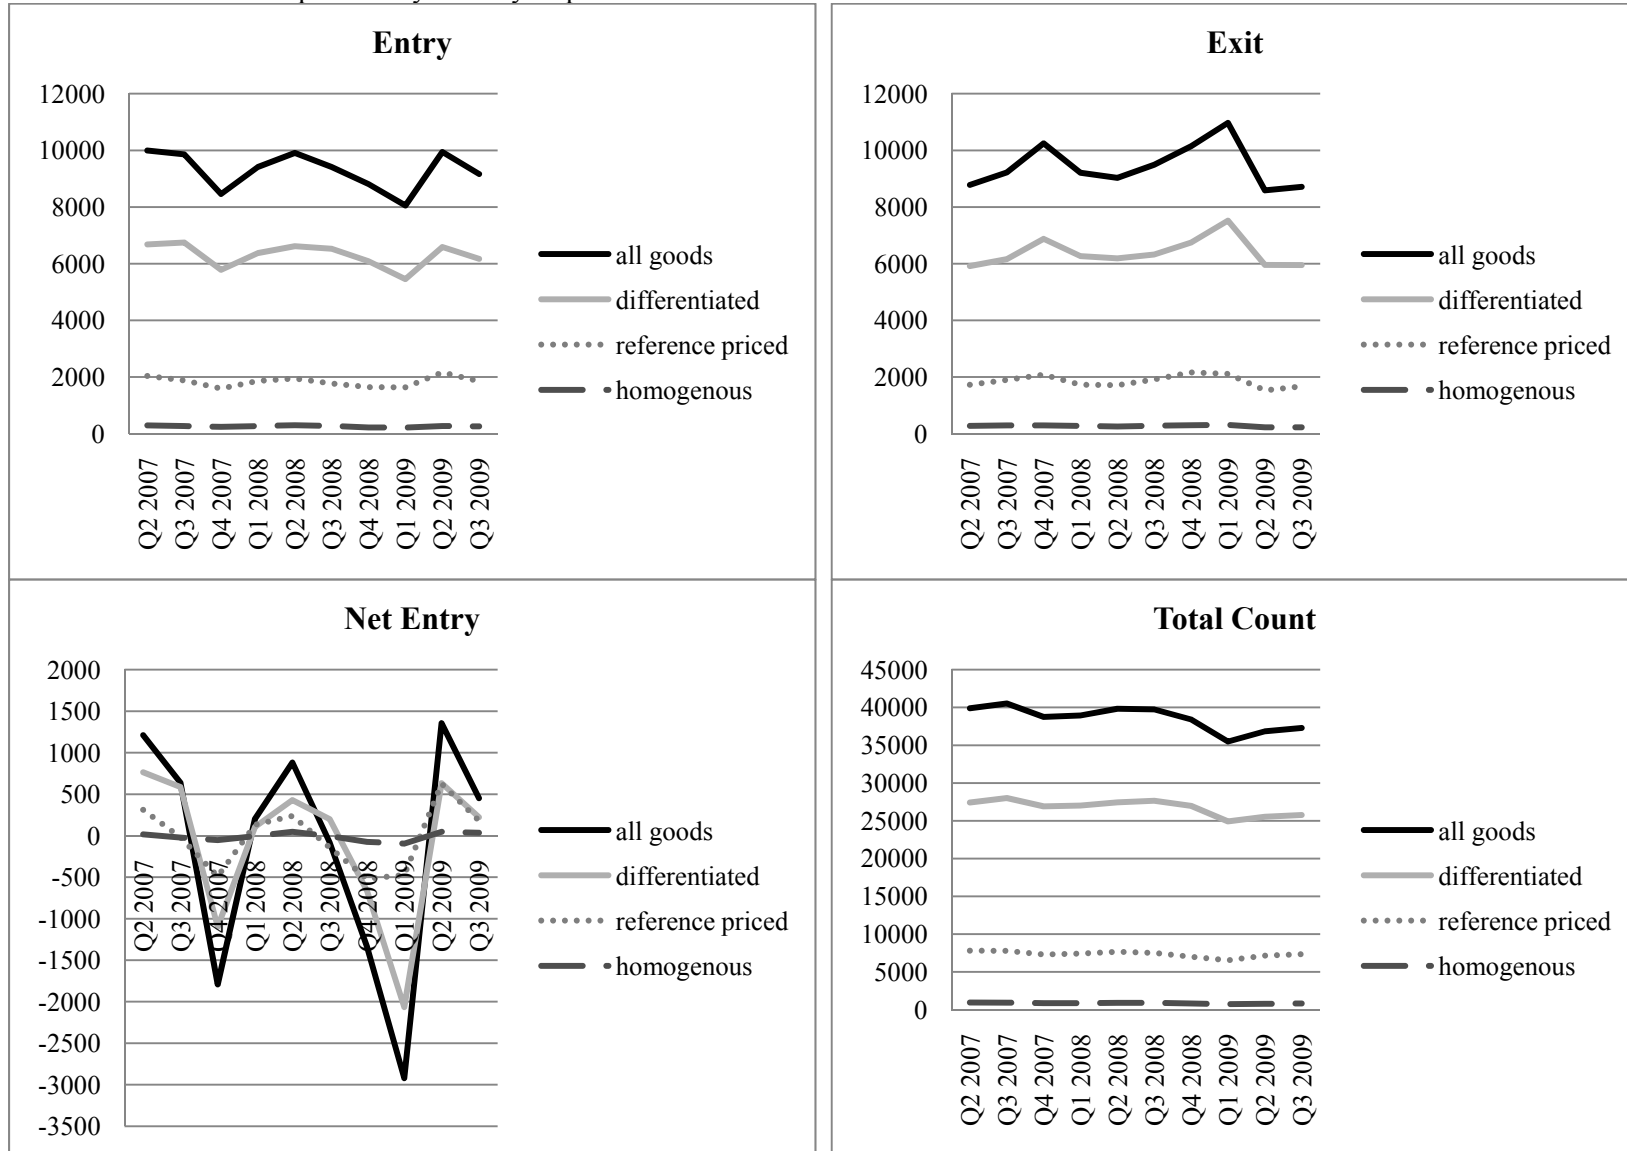 Entry
12000
10000
8000
6000
4000
2000
0
Q2 2007
Q3 2007
Q4 2007
Q1 2008
Q2 2008
Q3 2008
Q4 2008
Q1 2009
Q2 2009
Q3 2009
all goods
differentiated
reference priced
homogenous
Exit
12000
10000
8000
6000
4000
2000
0
Q2 2007
Q3 2007
Q4 2007
Q1 2008
Q2 2008
Q3 2008
Q4 2008
Q1 2009
Q2 2009
Q3 2009
all goods
differentiated
reference priced
homogenous
Net Entry
2000
1500
1000
500
0
-500
-1000
-1500
-2000
-2500
-3000
-3500
Q2 2007
Q3 2007
Q4 2007
Q1 2008
Q2 2008
Q3 2008
Q4 2008
Q1 2009
Q2 2009
Q3 2009
all goods
differentiated
reference priced
homogenous
Total Count
45000
40000
35000
30000
25000
20000
15000
10000
5000
0
Q2 2007
Q3 2007
Q4 2007
Q1 2008
Q2 2008
Q3 2008
Q4 2008
Q1 2009
Q2 2009
Q3 2009
all goods
differentiated
reference priced
homogenous